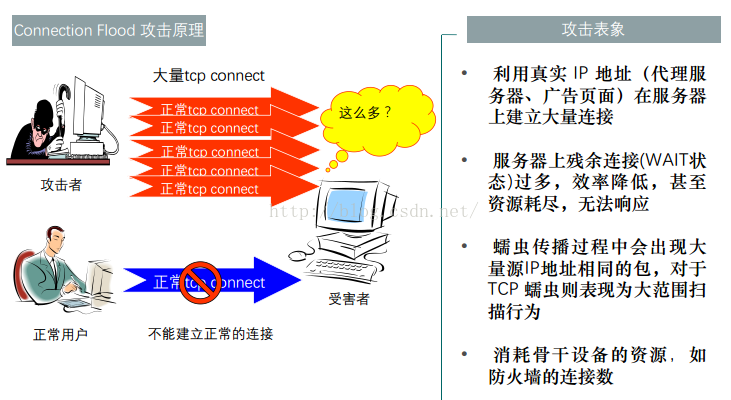 Connection Flood 攻击原理
大量tcp connect
正常tcp connect
正常tcp connect
正常tcp connect
正常tcp connect
正常tcp connect
这么多？
攻击者
http://blog.csdn.net/
正常tcp connect
受害者
正常用户
不能建立正常的连接
攻击表象
• 利用真实 IP 地址（代理服
务器、广告页面）在服务器
上建立大量连接
• 服务器上残余连接(WAIT状
态)过多，效率降低，甚至
资源耗尽，无法响应
• 蠕虫传播过程中会出现大
量源IP地址相同的包，对于
TCP 蠕虫则表现为大范围扫
描行为
• 消耗骨干设备的资源，如
防火墙的连接数